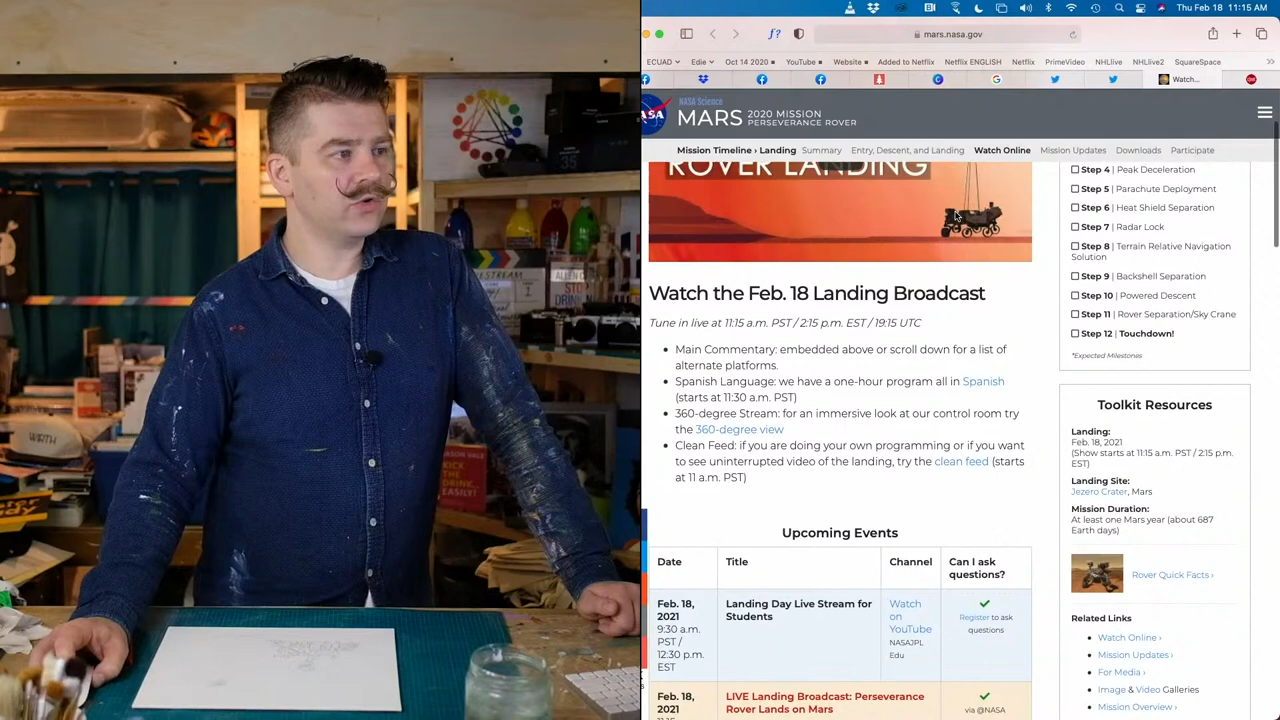 35
ESTREAM
ALLEN C
STOP
DRIN
WIRTH
ASON VALE
KICK
THE
EASILY!
Thu Feb 18 11:15 AM
mars.nasa.gov
ECUAD Edie Oct 14 2020 YouTube Website Added to Netflix Netflix ENGLISH Netflix PrimeVideo NHLlive NHLlive2 SquareSpace
Watch...
NASA Science
MARS
2020 MISSION
PERSEVERANCE ROVER
Mission Timeline › Landing Summary Entry, Descent, and Landing Watch Online Mission Updates Downloads Participate
ROVER LANDING
Watch the Feb. 18 Landing Broadcast
Tune in live at 11:15 a.m. PST / 2:15 p.m. EST / 19:15 UTC
Main Commentary: embedded above or scroll down for a list of
alternate platforms.
Spanish Language: we have a one-hour program all in Spanish
(starts at 11:30 a.m. PST)
360-degree Stream: for an immersive look at our control room try
the 360-degree view
Clean Feed: if you are doing your own programming or if you want
to see uninterrupted video of the landing, try the clean feed (starts
at 11 a.m. PST)
Upcoming Events
Date Title Channel Can I ask
questions?
Feb. 18,
2021
9:30 a.m.
PST /
12:30 p.m.
EST
Landing Day Live Stream for
Students
Watch
on
YouTube
NASAJPL
Edu
Register to ask
questions
Feb. 18,
2021
LIVE Landing Broadcast: Perseverance
Rover Lands on Mars
via @NASA
Step 4 | Peak Deceleration
Step 5 | Parachute Deployment
Step 6 | Heat Shield Separation
Step 7 | Radar Lock
Step 8 | Terrain Relative Navigation
Solution
Step 9 | Backshell Separation
Step 10 | Powered Descent
Step 11 | Rover Separation/Sky Crane
Step 12 | Touchdown!
*Expected Milestones
Toolkit Resources
Landing:
Feb. 18, 2021
(Show starts at 11:15 a.m. PST / 2:15 p.m.
EST)
Landing Site:
Jezero Crater, Mars
Mission Duration:
At least one Mars year (about 687
Earth days)
Rover Quick Facts ›
Related Links
Watch Online ›
Mission Updates ›
For Media ›
Image & Video Galleries
Mission Overview ›